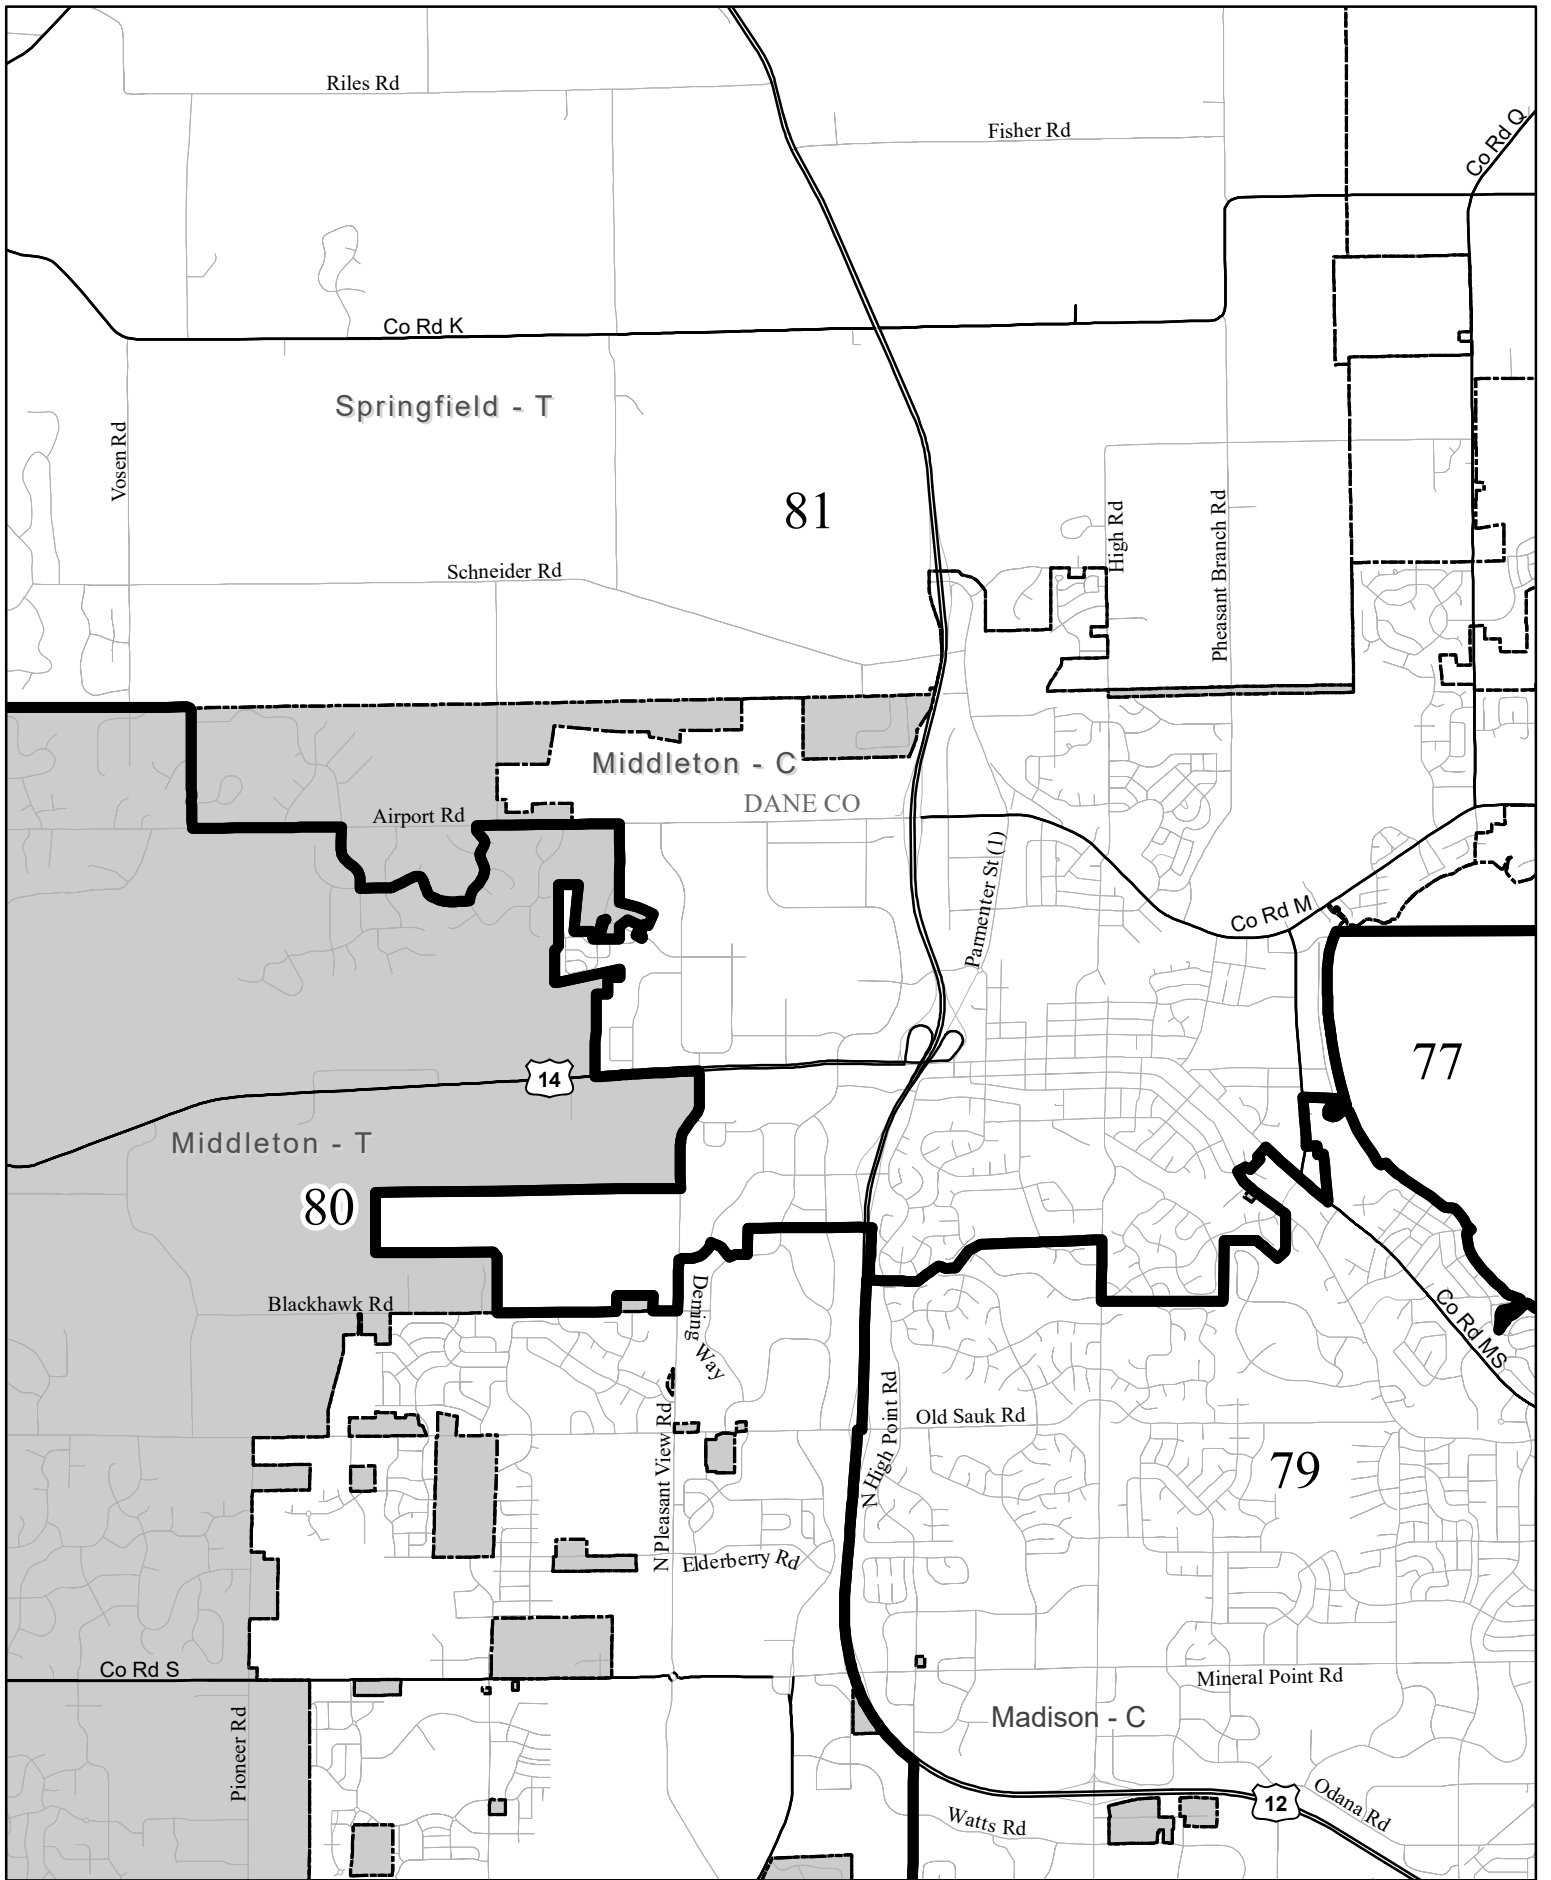 Riles Rd
Fisher Rd
Co Rd Q
Co Rd K
Springfield - T
Vosen Rd
81
High Rd
Pheasant Branch Rd
Schneider Rd
Middleton - C
DANE CO
Airport Rd
Parmenter St (1)
Co Rd M
77
14
Middleton - T
80
Blackhawk Rd
Deming Way
Co Rd MS
N High Point Rd
Old Sauk Rd
N Pleasant View Rd
79
Elderberry Rd
Co Rd S
Mineral Point Rd
Madison - C
Pioneer Rd
12
Odana Rd
Watts Rd